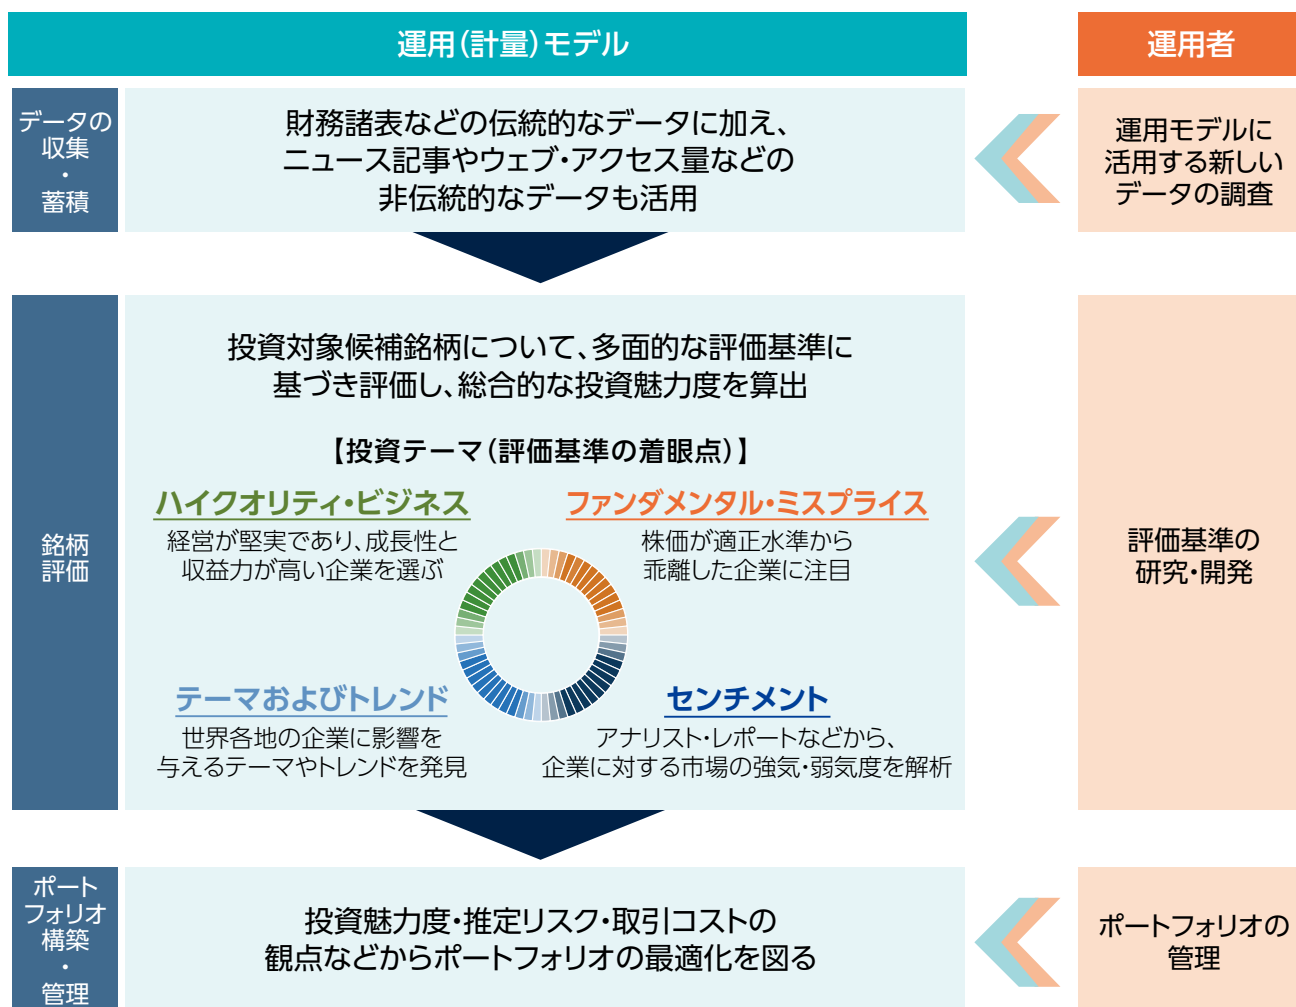 運用（計量）モデル
運用者
データの
収集
・
蓄積
財務諸表などの伝統的なデータに加え、
ニュース記事やウェブ・アクセス量などの
非伝統的なデータも活用
運用モデルに
活用する新しい
データの調査
銘柄
評価
投資対象候補銘柄について、多面的な評価基準に
基づき評価し、総合的な投資魅力度を算出
【投資テーマ（評価基準の着眼点）】
ハイクオリティ・ビジネス
経営が堅実であり、成長性と
収益力が高い企業を選ぶ
ファンダメンタル・ミスプライス
株価が適正水準から
乖離した企業に注目
テーマおよびトレンド
世界各地の企業に影響を
与えるテーマやトレンドを発見
センチメント
アナリスト・レポートなどから、
企業に対する市場の強気・弱気度を解析
評価基準の
研究・開発
ポート
フォリオ
構築
・
管理
投資魅力度・推定リスク・取引コストの
観点などからポートフォリオの最適化を図る
ポートフォリオの
管理